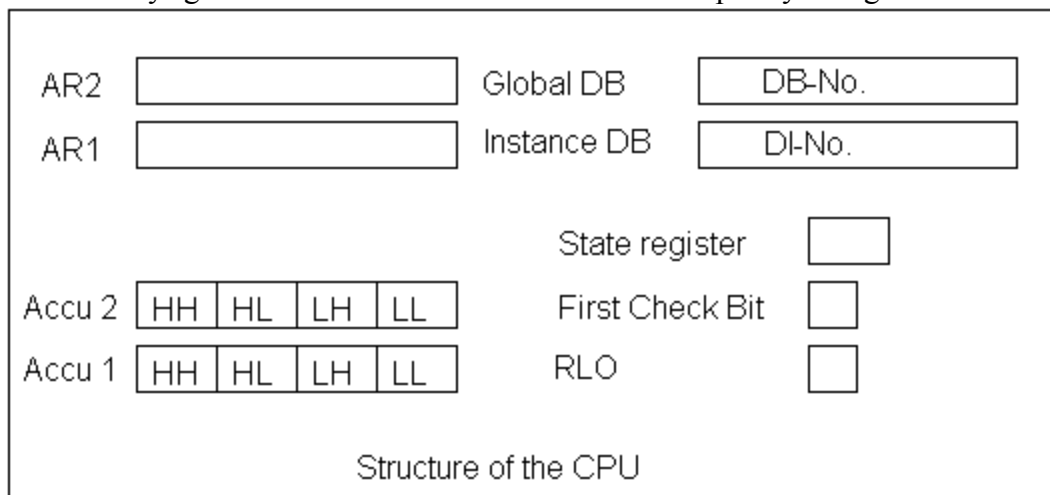 AR2 Global DB DB-No.
AR1 Instance DB DI-No.
State register
Accu 2 HH HL LH LL First Check Bit
Accu 1 HH HL LH LL RLO
Structure of the CPU